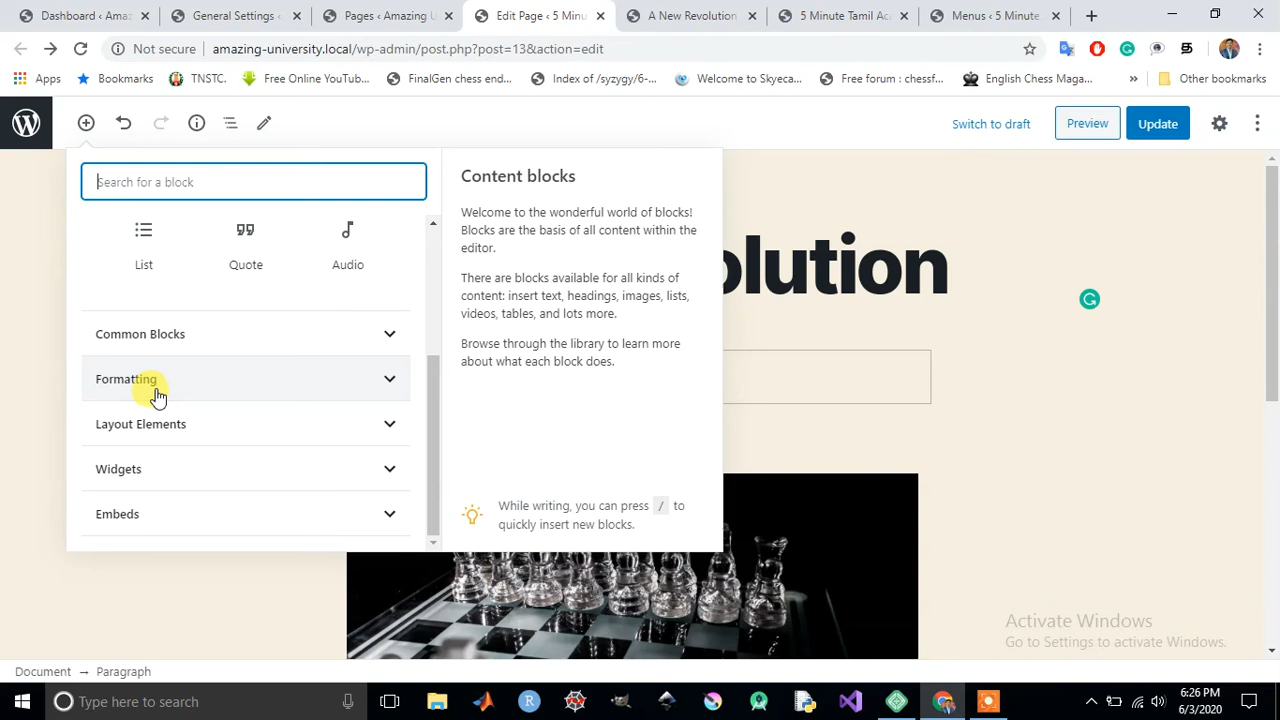 Dashboard ‹ Amaz
General Settings ‹
Pages ‹ Amazing U
Edit Page ‹ 5 Minu
A New Revolution
5 Minute Tamil Aca
Menus ‹ 5 Minute
Not secure
amazing-university.local/wp-admin/post.php?post=13&action=edit
Apps
Bookmarks
TNSTC.
Free Online YouTub...
FinalGen chess end...
Index of /syzygy/6-...
Welcome to Skyeca...
Free forum : chessf...
English Chess Maga...
»
Other bookmarks
Switch to draft
Preview
Update
Search for a block
List
Quote
Audio
Common Blocks
Formatting
Layout Elements
Widgets
Embeds
Content blocks
Welcome to the wonderful world of blocks!
Blocks are the basis of all content within the
editor.
There are blocks available for all kinds of
content: insert text, headings, images, lists,
videos, tables, and lots more.
Browse through the library to learn more
about what each block does.
While writing, you can press / to
quickly insert new blocks.
olution
Activate Windows
Go to Settings to activate Windows.
Document → Paragraph
Type here to search
6:26 PM
6/3/2020